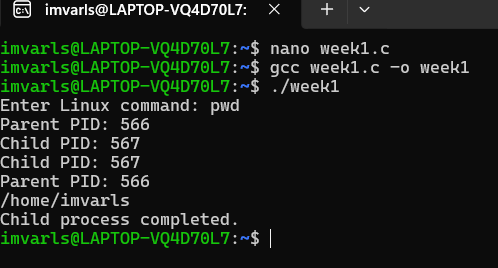 imvarls@LAPTOP-VQ4D70L7:
imvarls@LAPTOP-VQ4D70L7:~$ nano week1.c
imvarls@LAPTOP-VQ4D70L7:~$ gcc week1.c -o week1
imvarls@LAPTOP-VQ4D70L7:~$ ./week1
Enter Linux command: pwd
Parent PID: 566
Child PID: 567
Child PID: 567
Parent PID: 566
/home/imvarls
Child process completed.
imvarls@LAPTOP-VQ4D70L7:~$